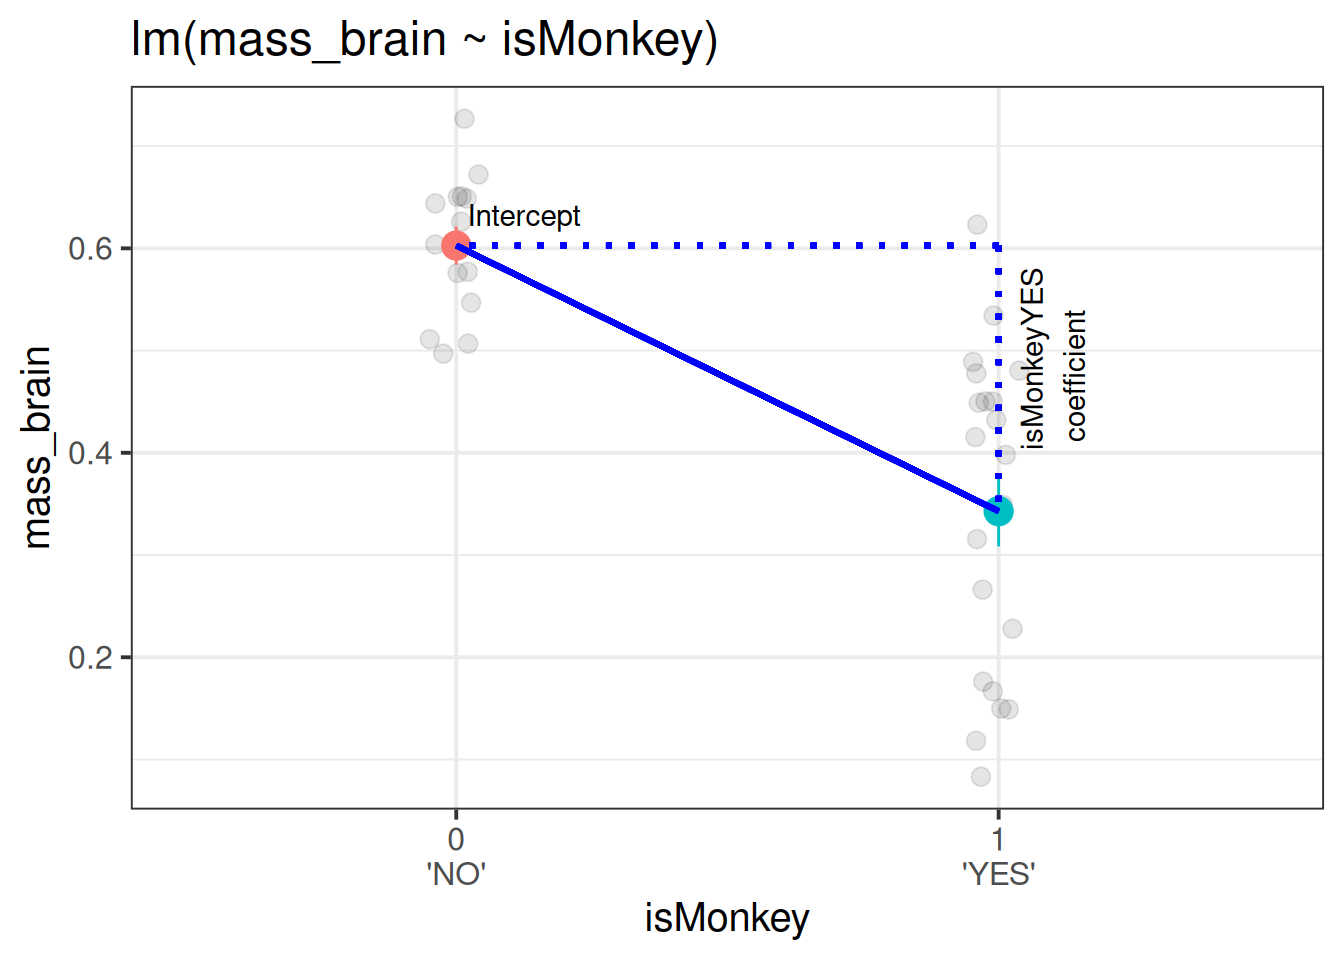 lm(mass_brain ~ isMonkey)
mass_brain
0.6
0.4
0.2
Intercept
isMonkeyYES
coefficient
0
'NO'
1
'YES'
isMonkey